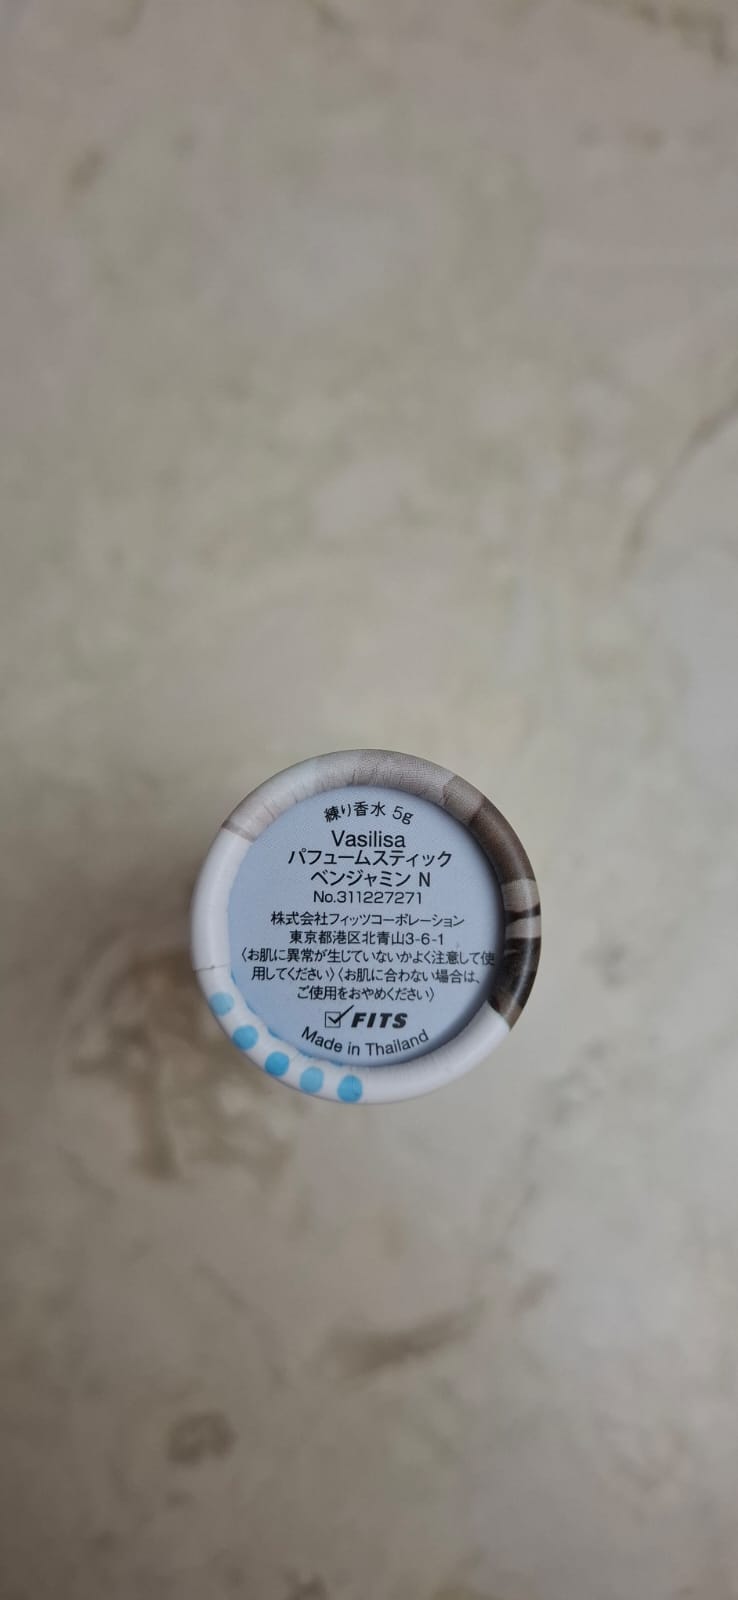 練り香水 5g
Vasilisa
パフュームスティック
ベンジャミン N
No.311227271
株式会社フィッツコーポレーション
東京都港区北青山3-6-1
〈お肌に異常が生じていないかよく注意して使
用してください〉〈お肌に合わない場合は、
ご使用をおやめください〉
FITS
Made in Thailand